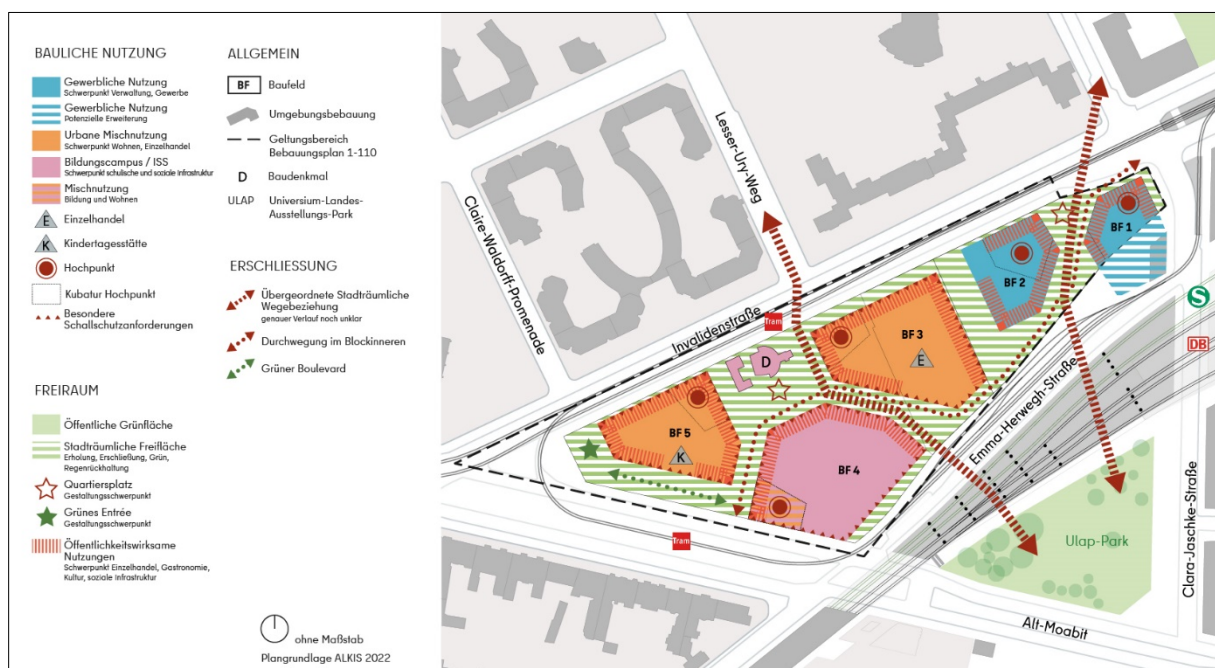 BAULICHE NUTZUNG
Gewerbliche Nutzung
Schwerpunkt Verwaltung, Gewerbe
Gewerbliche Nutzung
Potenzielle Erweiterung
Urbane Mischnutzung
Schwerpunkt Wohnen, Einzelhandel
Bildungscampus / ISS
Schwerpunkt schulische und soziale Infrastruktur
Mischnutzung
Bildung und Wohnen
E Einzelhandel
K Kindertagesstätte
Hochpunkt
Kubatur Hochpunkt
Besondere
Schallschutzanforderungen
FREIRAUM
Öffentliche Grünfläche
Stadträumliche Freifläche
Erholung, Erschließung, Grün,
Regenrückhaltung
Quartiersplatz
Gestaltungsschwerpunkt
Grünes Entrée
Gestaltungsschwerpunkt
Öffentlichkeitswirksame
Nutzungen
Schwerpunkt Einzelhandel, Gastronomie,
Kultur, soziale Infrastruktur
ALLGEMEIN
BF Baufeld
Umgebungsbebauung
Geltungsbereich
Bebauungsplan 1-110
D Baudenkmal
ULAP Universium-Landes-
Ausstellungs-Park
ERSCHLIESSUNG
Übergeordnete Stadträumliche
Wegebeziehung
genauer Verlauf noch unklar
Durchwegung im Blockinneren
Grüner Boulevard
ohne Maßstab
Plangrundlage ALKIS 2022
Claire-Waldorff-Promenade
Lesser-Ury-Weg
Invalidenstraße
Tram
BF 1
BF 2
BF 3
E
D
BF 5
K
BF 4
Tram
Emma-Herwegh-Straße
S
DB
Ulap-Park
Clara-Jaschke-Straße
Alt-Moabit